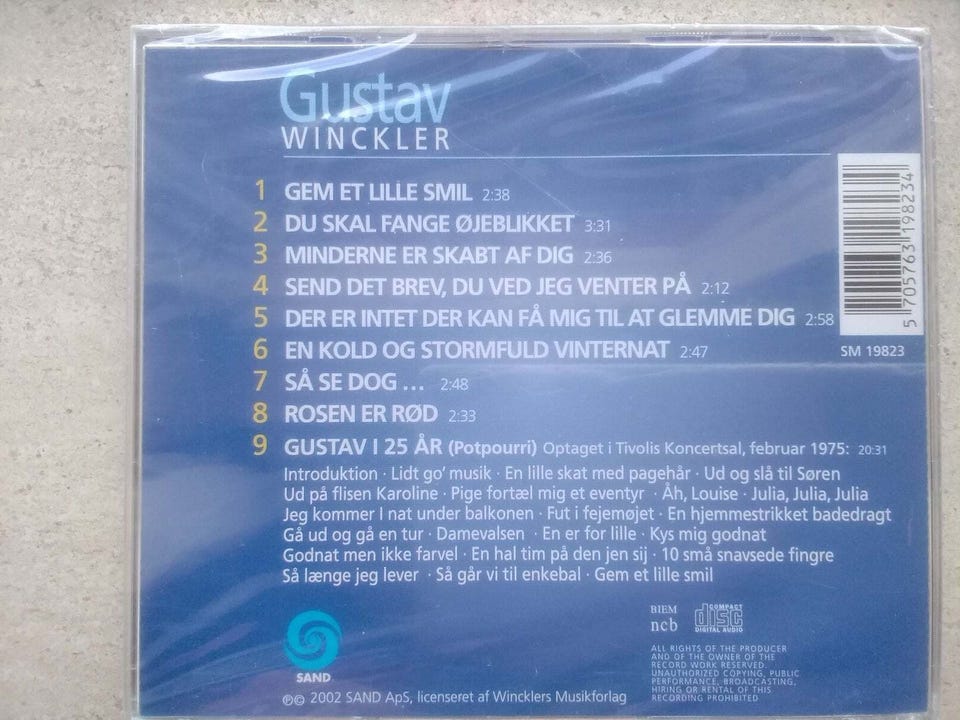 Gustav
WINCKLER
1 GEM ET LILLE SMIL 2:38
2 DU SKAL FANGE ØJEBLIKKET 3:31
3 MINDERNE ER SKABT AF DIG 2:36
4 SEND DET BREV, DU VED JEG VENTER PÅ 2:12
5 DER ER INTET DER KAN FÅ MIG TIL AT GLEMME DIG 2:58
6 EN KOLD OG STORMFULD VINTERNAT 2:47
7 SÅ SE DOG ... 2:48
8 ROSEN ER RØD 2:33
9 GUSTAV I 25 ÅR (Potpourri) Optaget i Tivolis Koncertsal, februar 1975: 20:31
Introduktion · Lidt go' musik · En lille skat med pagehår · Ud og slå til Søren
Ud på flisen Karoline · Pige fortæl mig et eventyr · Åh, Louise · Julia, Julia, Julia
Jeg kommer I nat under balkonen · Fut i fejemøjet · En hjemmestrikket badedragt
Gå ud og gå en tur · Damevalsen · En er for lille · Kys mig godnat
Godnat men ikke farvel · En hal tim på den jen sij · 10 små snavsede fingre
Så længe jeg lever · Så går vi til enkebal · Gem et lille smil
5 705763 198234
SM 19823
SAND
℗© 2002 SAND ApS, licenseret af Wincklers Musikforlag
BIEM
ncb
COMPACT
disc
DIGITAL AUDIO
ALL RIGHTS OF THE PRODUCER
AND OF THE OWNER OF THE
RECORD WORK RESERVED.
UNAUTHORIZED COPYING, PUBLIC
PERFORMANCE, BROADCASTING,
HIRING OR RENTAL OF THIS
RECORDING PROHIBITED